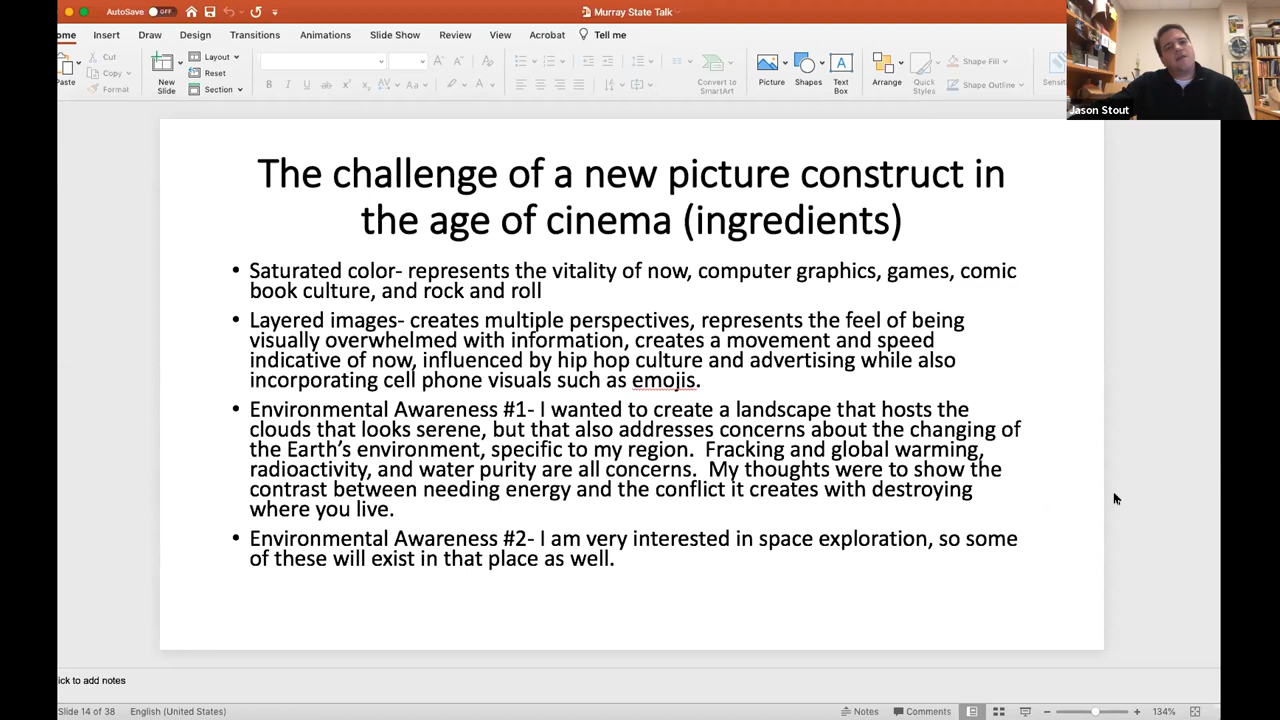 AutoSave OFF
Murray State Talk
ome Insert Draw Design Transitions Animations Slide Show Review View Acrobat Tell me
Cut
Copy
Paste
Format
New
Slide
Layout
Reset
Section
Convert to
SmartArt
Picture
Shapes
Text
Box
Arrange
Quick
Styles
Shape Fill
Shape Outline
Sensiti
Jason Stout
The challenge of a new picture construct in
the age of cinema (ingredients)
• Saturated color- represents the vitality of now, computer graphics, games, comic
book culture, and rock and roll
• Layered images- creates multiple perspectives, represents the feel of being
visually overwhelmed with information, creates a movement and speed
indicative of now, influenced by hip hop culture and advertising while also
incorporating cell phone visuals such as emojis.
• Environmental Awareness #1- I wanted to create a landscape that hosts the
clouds that looks serene, but that also addresses concerns about the changing of
the Earth’s environment, specific to my region.  Fracking and global warming,
radioactivity, and water purity are all concerns.  My thoughts were to show the
contrast between needing energy and the conflict it creates with destroying
where you live.
• Environmental Awareness #2- I am very interested in space exploration, so some
of these will exist in that place as well.
ick to add notes
Slide 14 of 38 English (United States) Notes Comments 134%